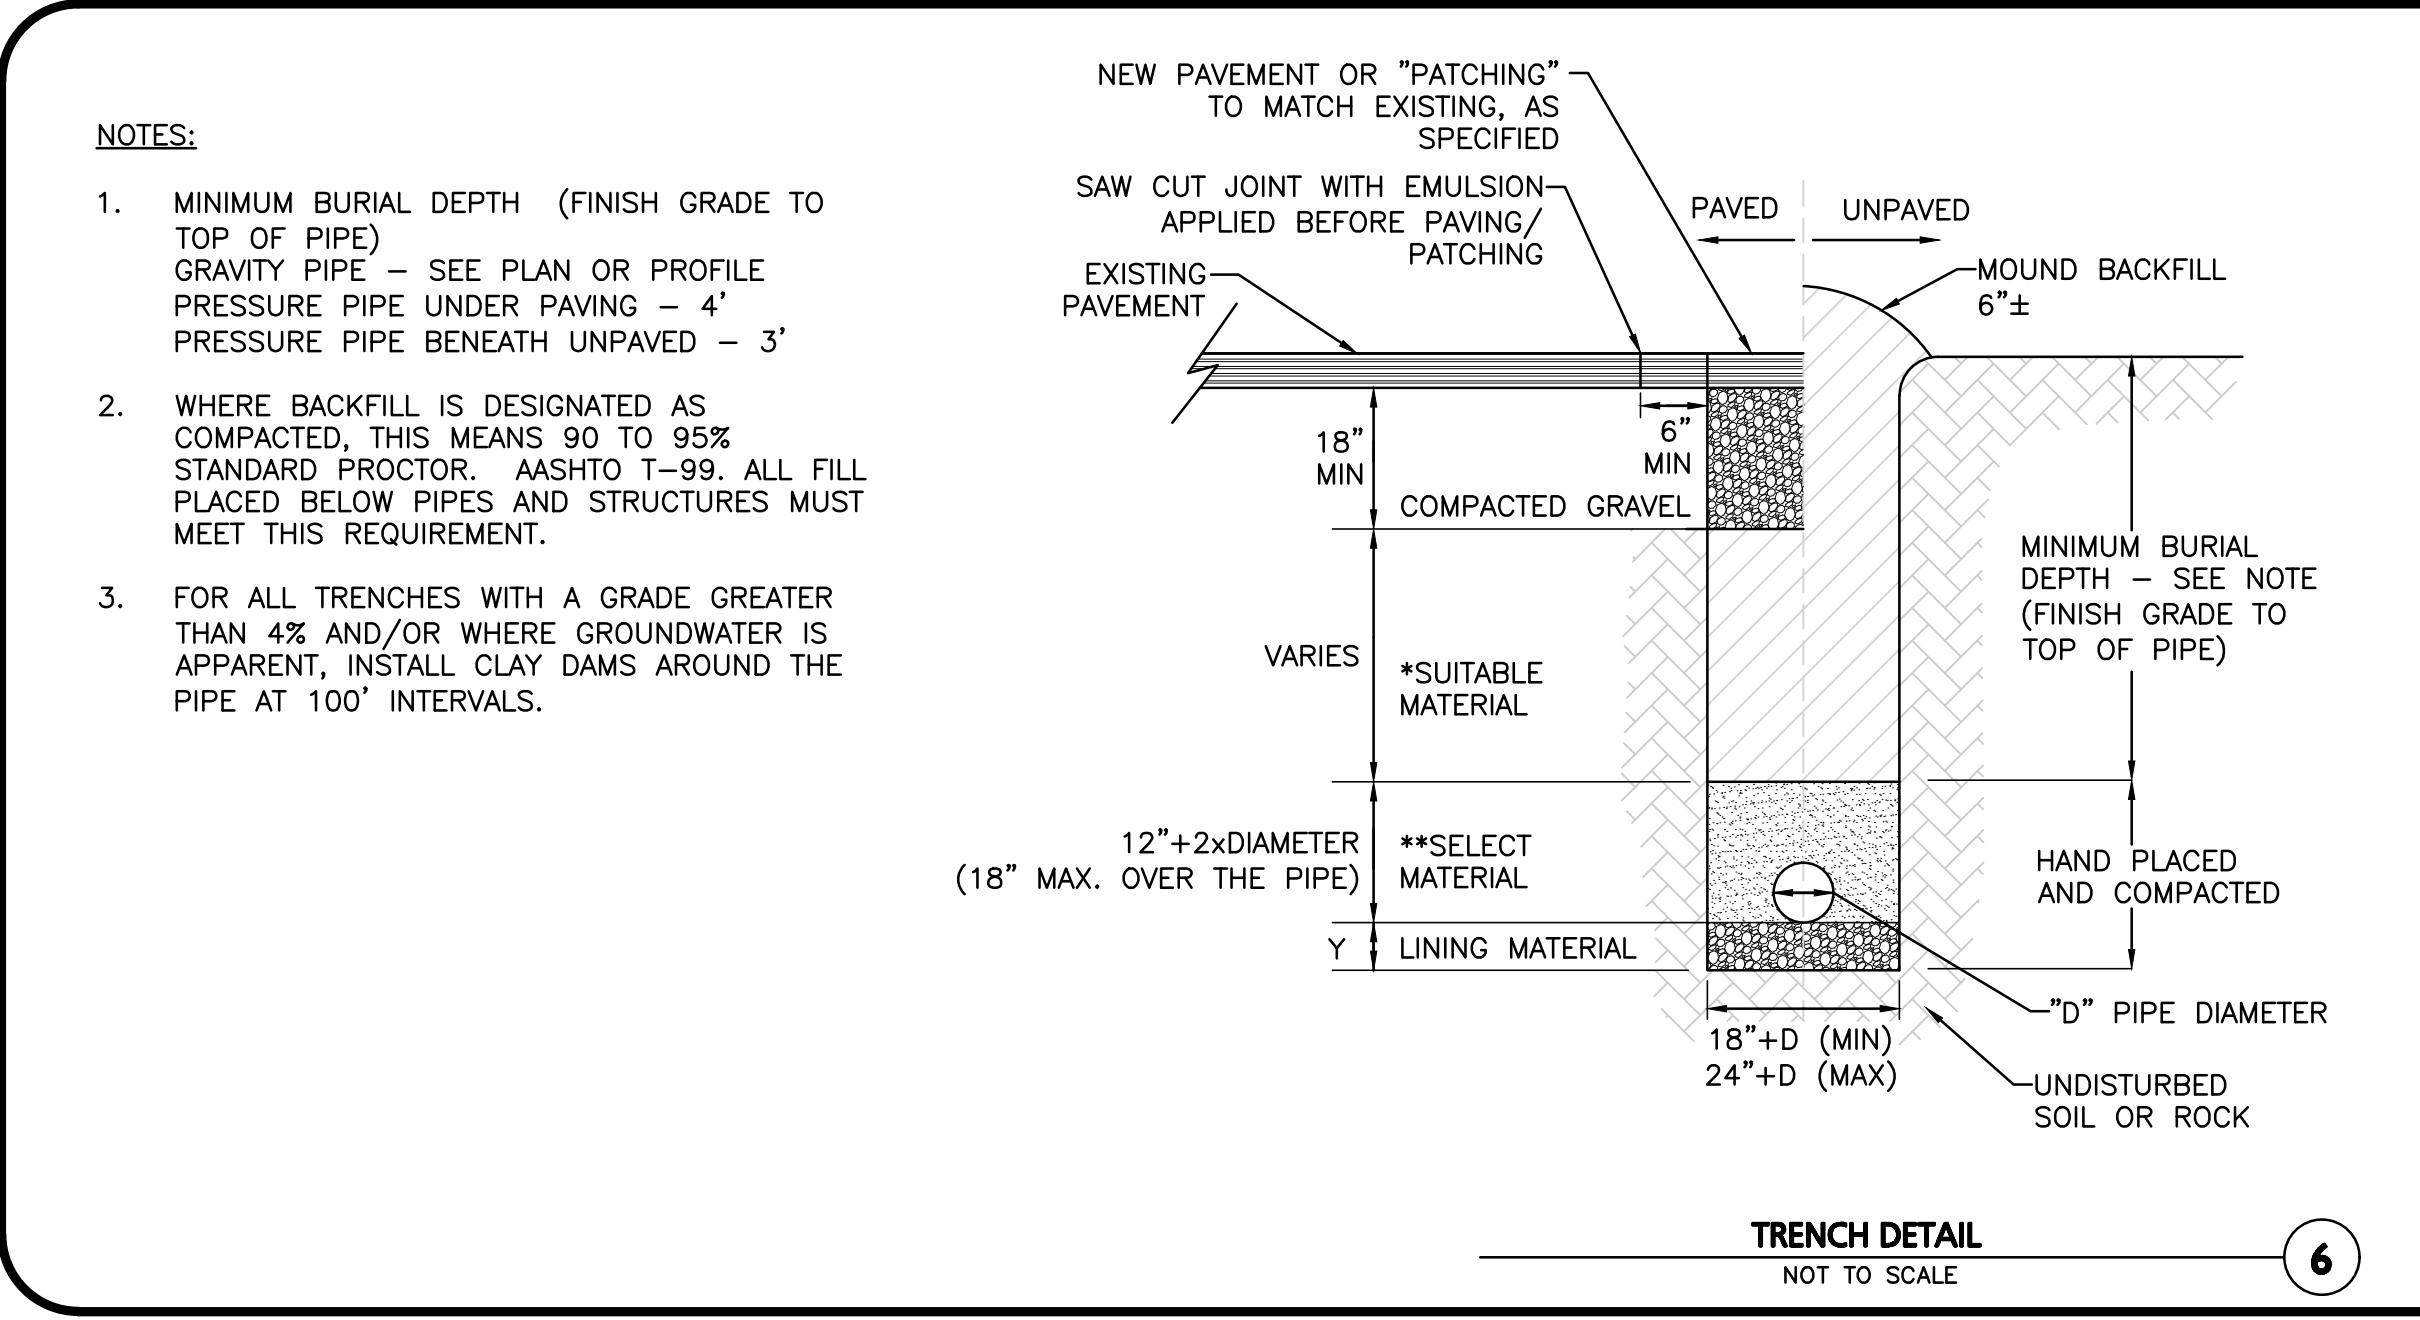 NOTES:
1. MINIMUM BURIAL DEPTH (FINISH GRADE TO
TOP OF PIPE)
GRAVITY PIPE – SEE PLAN OR PROFILE
PRESSURE PIPE UNDER PAVING – 4'
PRESSURE PIPE BENEATH UNPAVED – 3'
2. WHERE BACKFILL IS DESIGNATED AS
COMPACTED, THIS MEANS 90 TO 95%
STANDARD PROCTOR. AASHTO T–99. ALL FILL
PLACED BELOW PIPES AND STRUCTURES MUST
MEET THIS REQUIREMENT.
3. FOR ALL TRENCHES WITH A GRADE GREATER
THAN 4% AND/OR WHERE GROUNDWATER IS
APPARENT, INSTALL CLAY DAMS AROUND THE
PIPE AT 100' INTERVALS.
NEW PAVEMENT OR "PATCHING"
TO MATCH EXISTING, AS
SPECIFIED
SAW CUT JOINT WITH EMULSION
APPLIED BEFORE PAVING/
PATCHING
EXISTING
PAVEMENT
PAVED
UNPAVED
MOUND BACKFILL
6"±
18"
MIN
6"
MIN
COMPACTED GRAVEL
VARIES
*SUITABLE
MATERIAL
MINIMUM BURIAL
DEPTH – SEE NOTE
(FINISH GRADE TO
TOP OF PIPE)
12"+2xDIAMETER
(18" MAX. OVER THE PIPE)
**SELECT
MATERIAL
HAND PLACED
AND COMPACTED
Y
LINING MATERIAL
"D" PIPE DIAMETER
18"+D (MIN)
24"+D (MAX)
UNDISTURBED
SOIL OR ROCK
TRENCH DETAIL
NOT TO SCALE
6